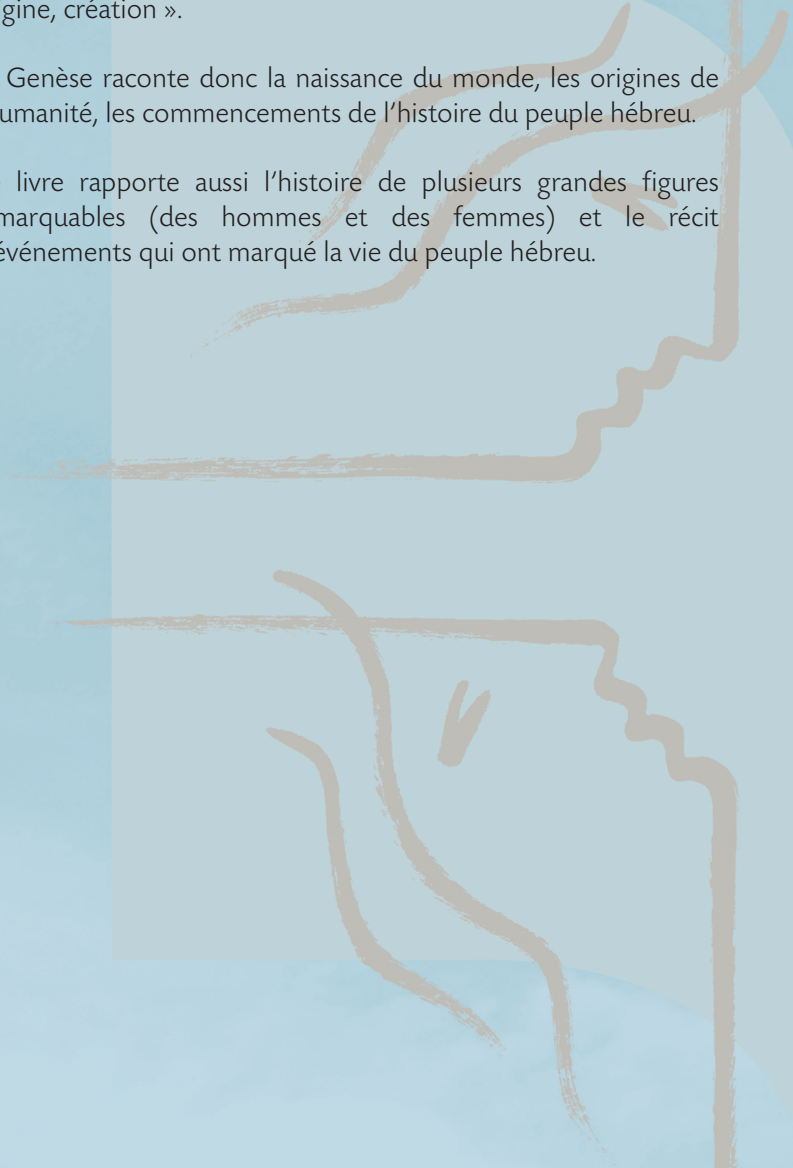 gine, création ».
Genèse raconte donc la naissance du monde, les origines de
umanité, les commencements de l’histoire du peuple hébreu.
livre rapporte aussi l’histoire de plusieurs grandes figures
marquables (des hommes et des femmes) et le récit
événements qui ont marqué la vie du peuple hébreu.